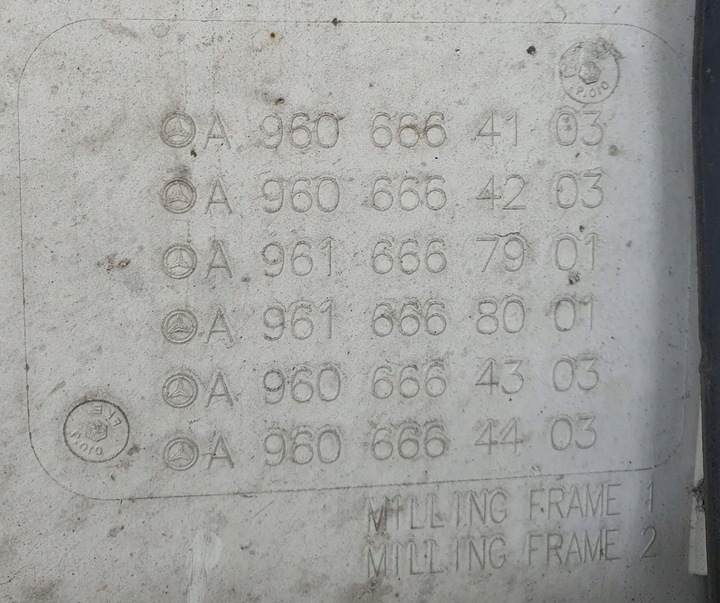 A 960 666 41 03
A 960 666 42 03
A 961 666 79 01
A 961 666 80 01
A 960 666 43 03
A 960 666 44 03
MILLING FRAME 1
MILLING FRAME 2